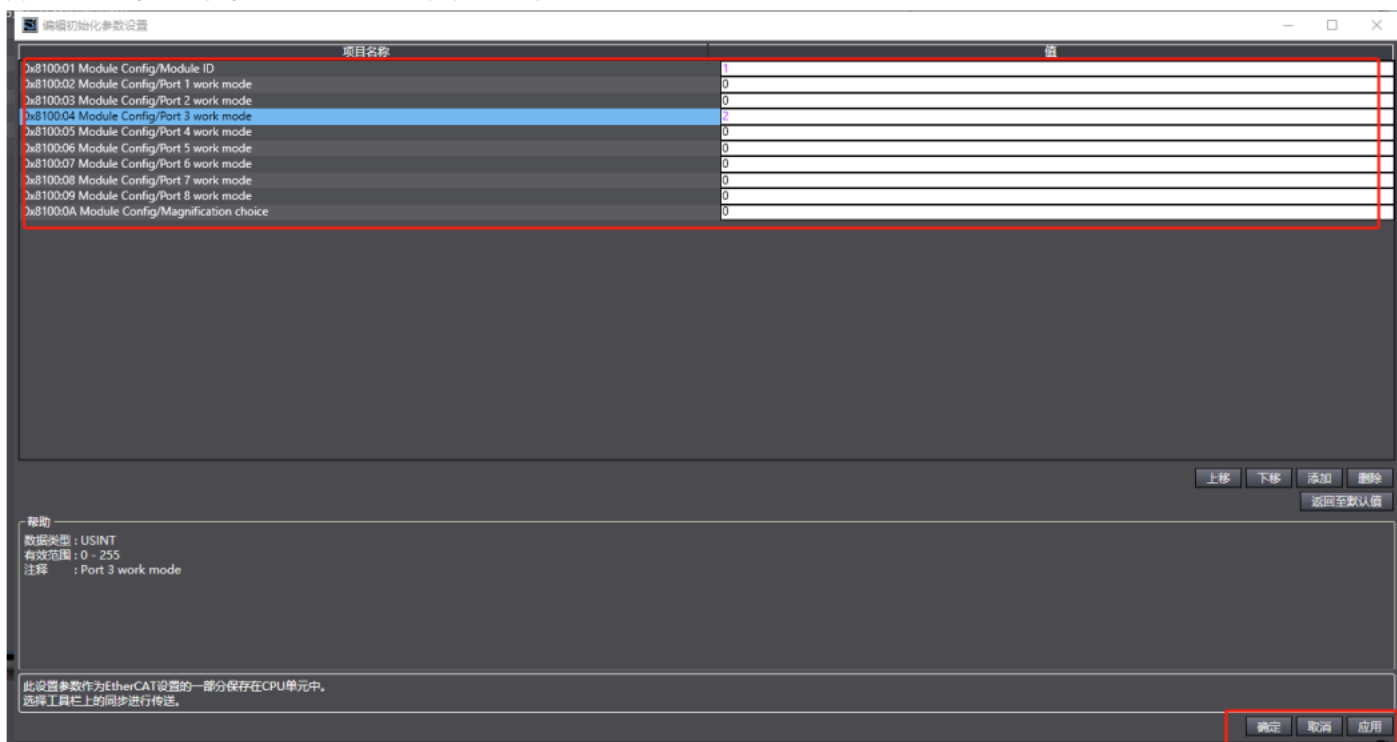 编辑初始化参数设置
项目名称 值
0x8100:01 Module Config/Module ID 1
0x8100:02 Module Config/Port 1 work mode 0
0x8100:03 Module Config/Port 2 work mode 0
0x8100:04 Module Config/Port 3 work mode 2
0x8100:05 Module Config/Port 4 work mode 0
0x8100:06 Module Config/Port 5 work mode 0
0x8100:07 Module Config/Port 6 work mode 0
0x8100:08 Module Config/Port 7 work mode 0
0x8100:09 Module Config/Port 8 work mode 0
0x8100:0A Module Config/Magnification choice 0
上移 下移 添加 删除
返回至默认值
帮助
数据类型 : USINT
有效范围 : 0 - 255
注释 : Port 3 work mode
此设置参数作为EtherCAT设置的一部分保存在CPU单元中。
选择工具栏上的同步进行传送。
确定 取消 应用